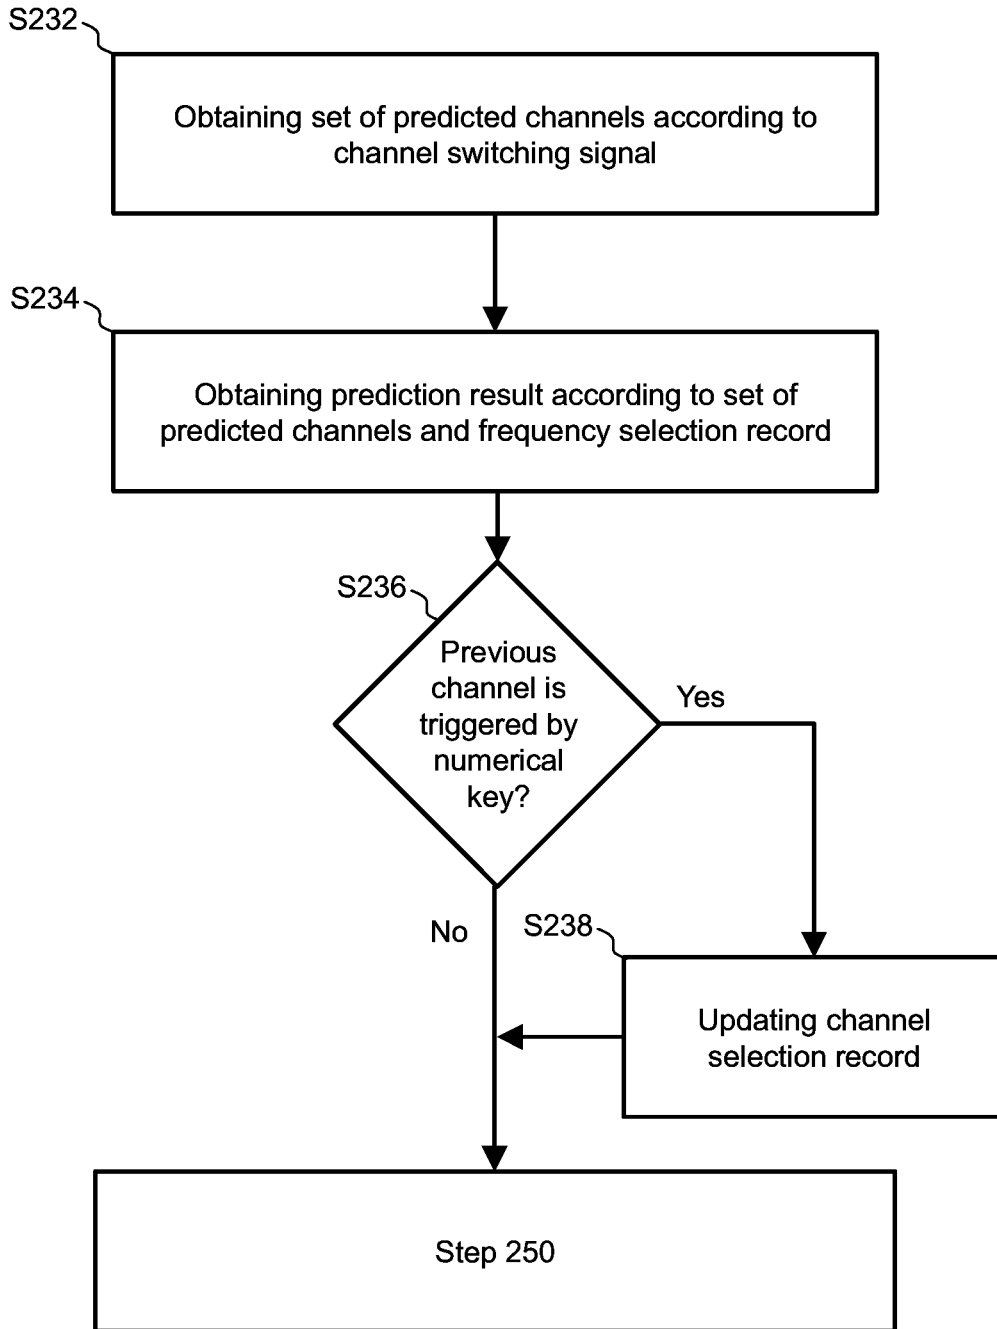 S232
Obtaining set of predicted channels according to
channel switching signal
S234
Obtaining prediction result according to set of
predicted channels and frequency selection record
S236
Previous
channel is
triggered by
numerical
key?
Yes
No
S238
Updating channel
selection record
Step 250